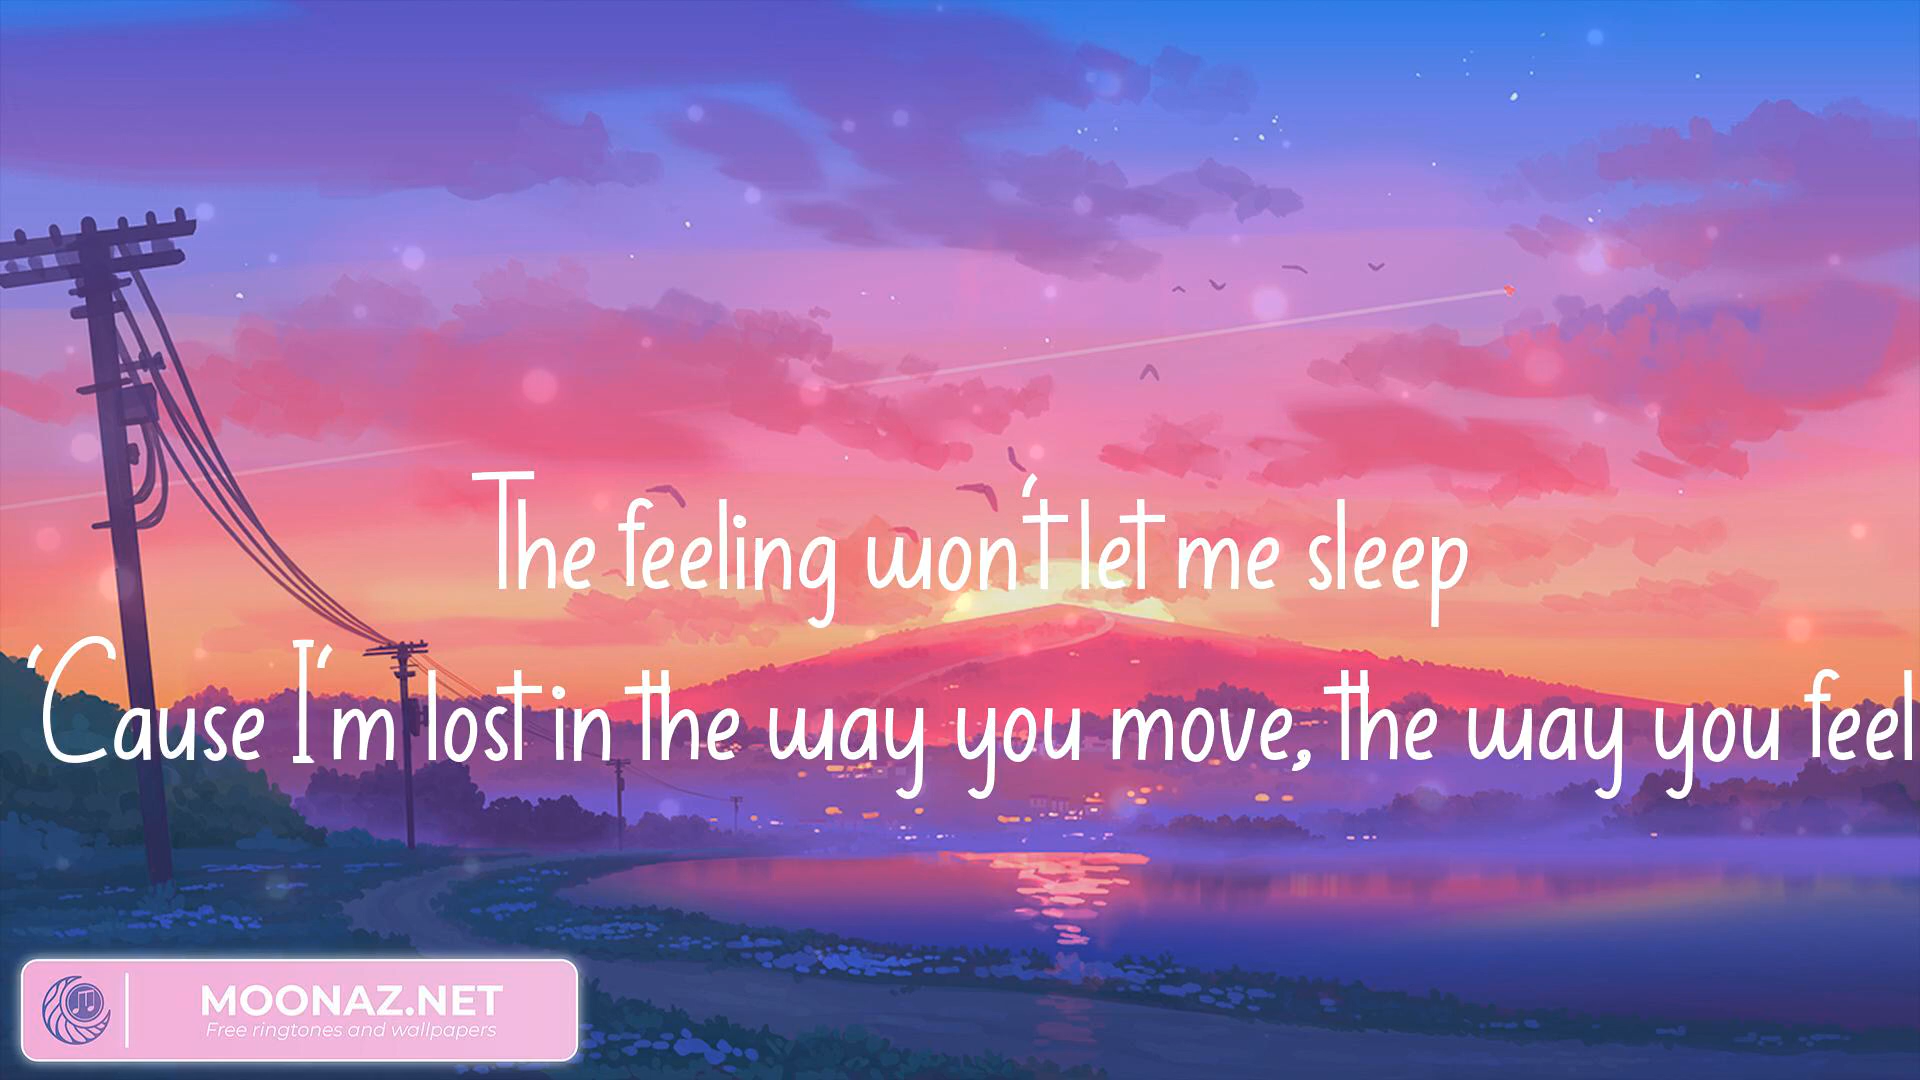 The feeling won't let me sleep
'Cause I'm lost in the way you move, the way you feel
MOONAZ.NET
Free ringtones and wallpapers